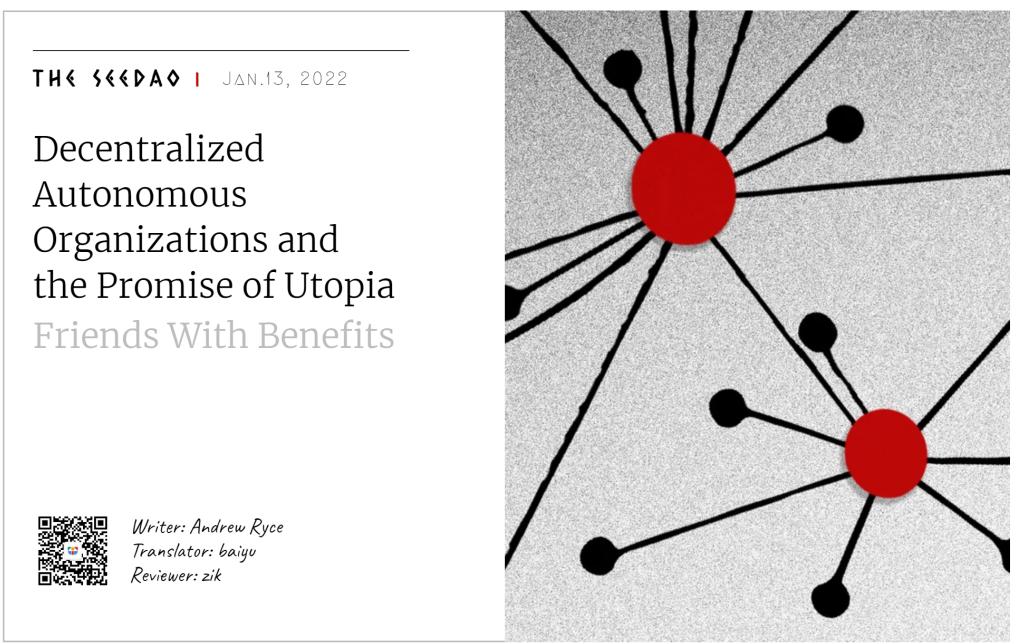 THE SEEDAO | JAN.13, 2022
Decentralized
Autonomous
Organizations and
the Promise of Utopia
Friends With Benefits
Writer: Andrew Ryce
Translator: baiyu
Reviewer: zik